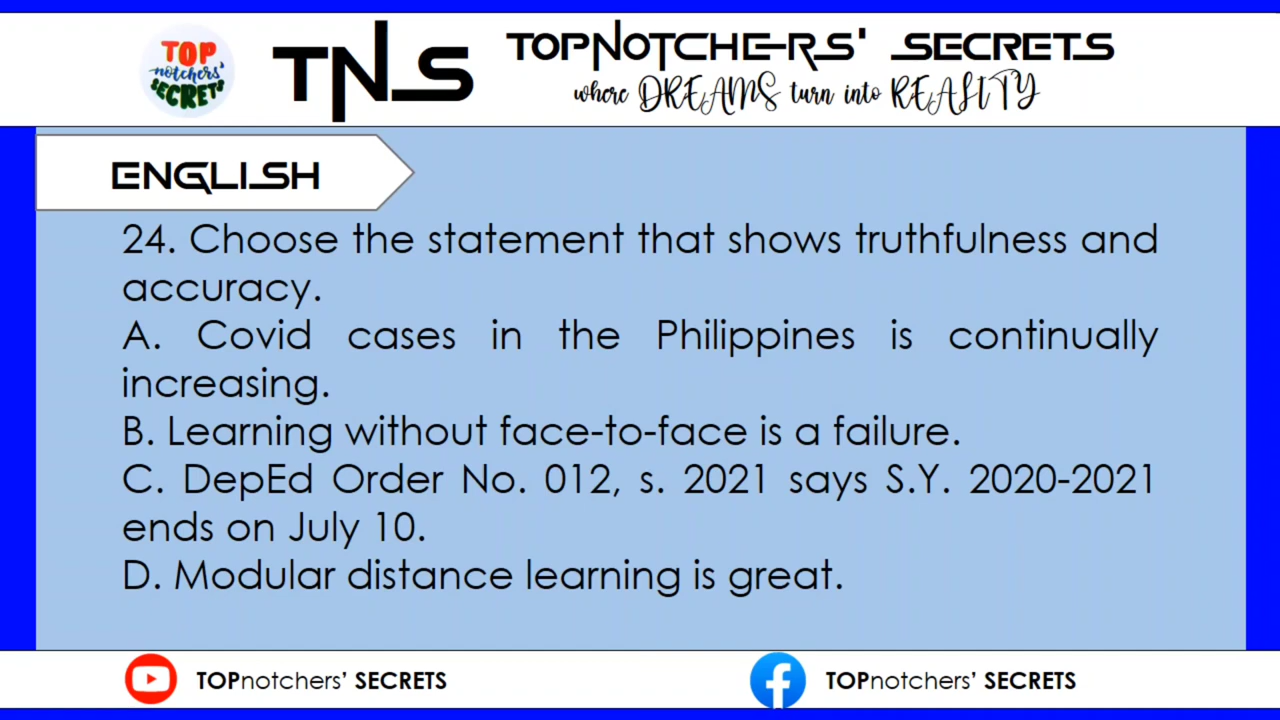 TOP
notchers'
SECRETS
TNS
TOPNOTCHERS' SECRETS
where DREAMS turn into REALITY
ENGLISH
24. Choose the statement that shows truthfulness and
accuracy.
A. Covid cases in the Philippines is continually
increasing.
B. Learning without face-to-face is a failure.
C. DepEd Order No. 012, s. 2021 says S.Y. 2020-2021
ends on July 10.
D. Modular distance learning is great.
TOPnotchers' SECRETS
TOPnotchers' SECRETS